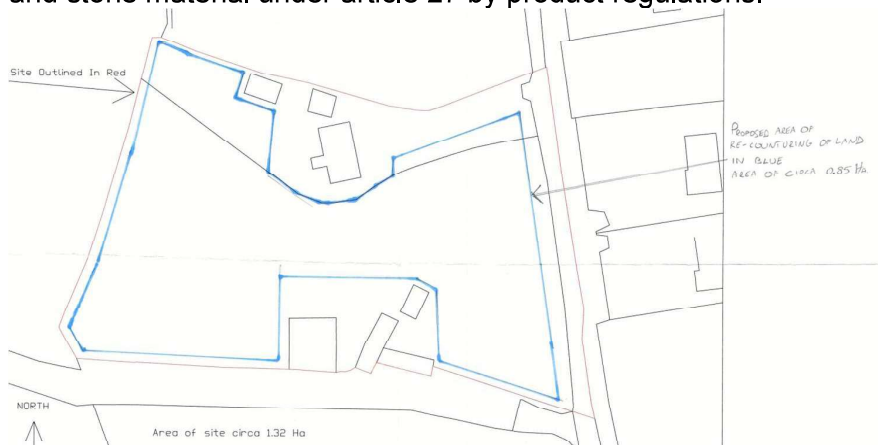 and stone material under article 27 by product regulations.
Site Outlined In Red
PROPOSED AREA OF
RE-COUNTURING OF LAND
IN BLUE
AREA OF CIRCA 0.85 Ha.
NORTH
Area of site circa 1.32 Ha